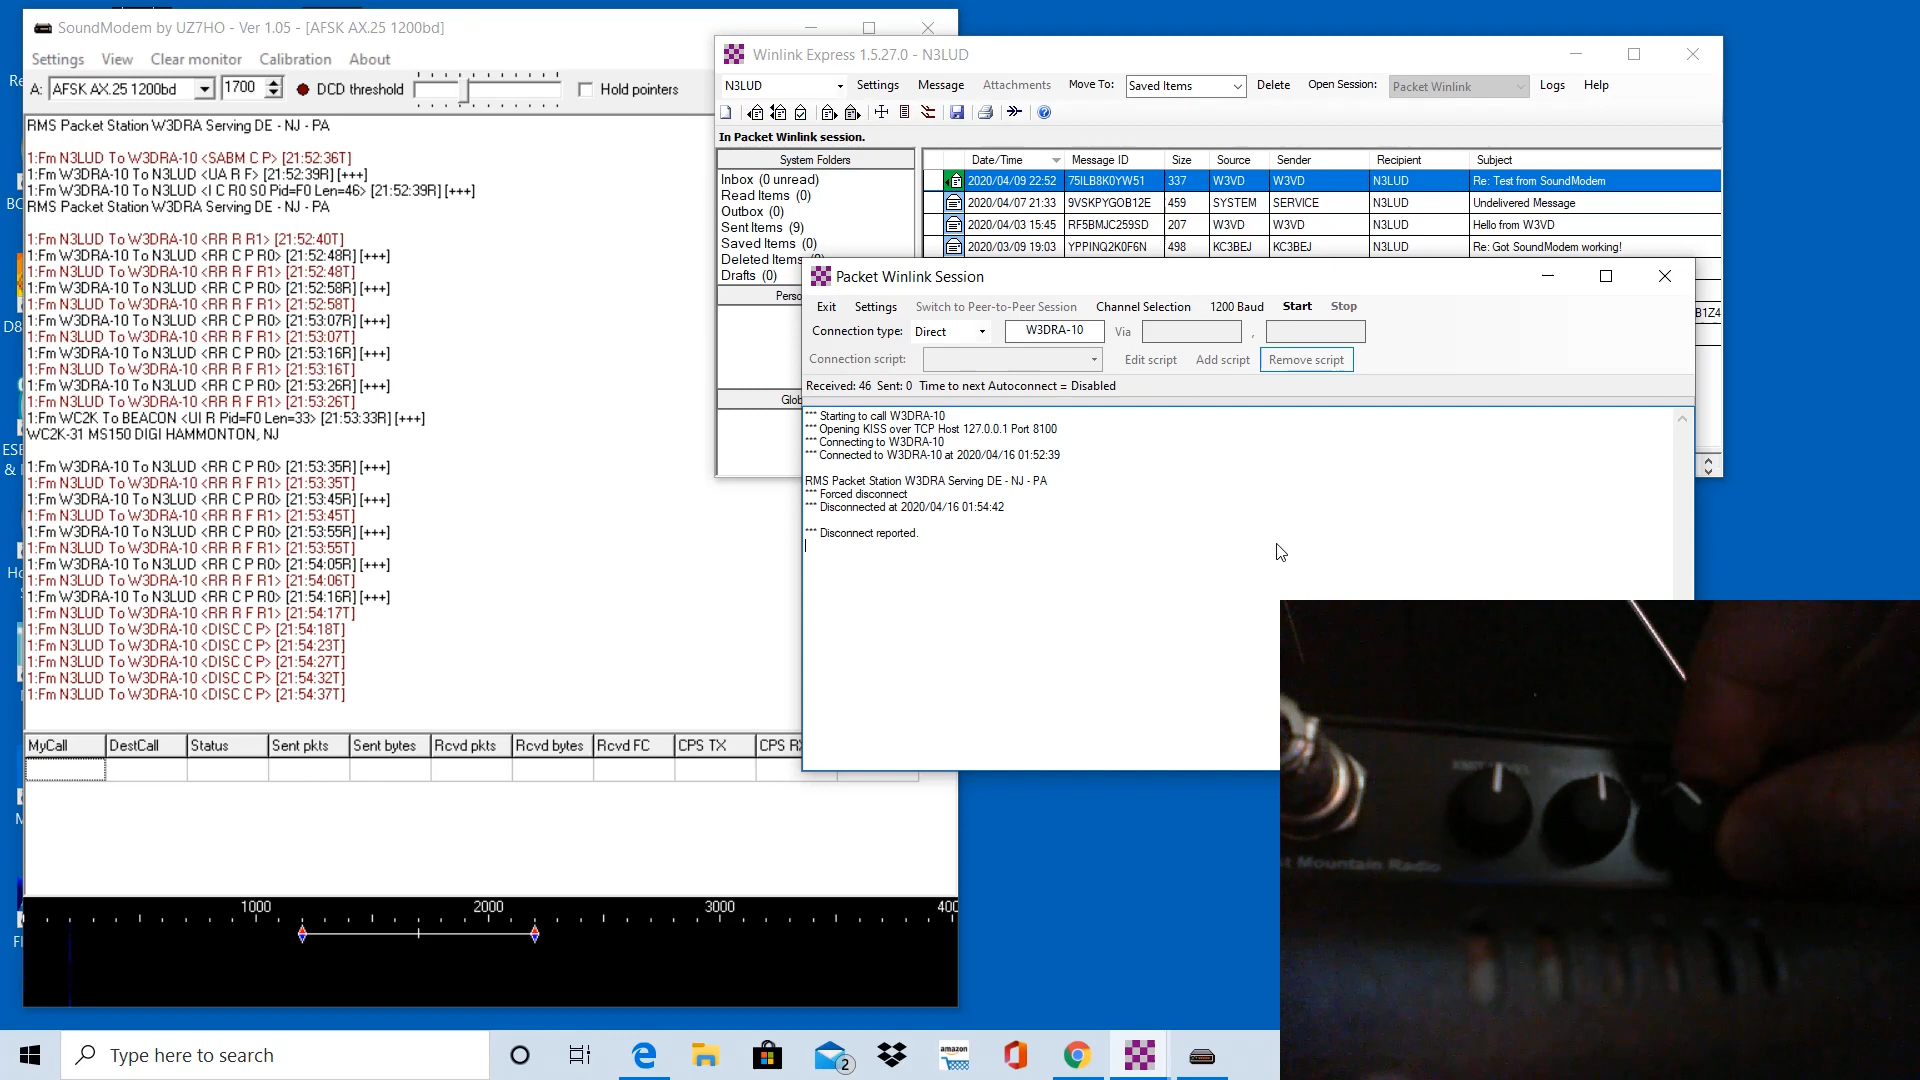 SoundModem by UZ7HO - Ver 1.05 - [AFSK AX.25 1200bd]
Settings View Clear monitor Calibration About
A: AFSK AX.25 1200bd 1700 DCD threshold Hold pointers
RMS Packet Station W3DRA Serving DE - NJ - PA
1:Fm N3LUD To W3DRA-10 <SABM C P> [21:52:36T]
1:Fm W3DRA-10 To N3LUD <UA R F> [21:52:39R] [+++]
1:Fm W3DRA-10 To N3LUD <I C R0 S0 Pid=F0 Len=46> [21:52:39R] [+++]
RMS Packet Station W3DRA Serving DE - NJ - PA
1:Fm N3LUD To W3DRA-10 <RR R R1> [21:52:40T]
1:Fm W3DRA-10 To N3LUD <RR C P R0> [21:52:48R] [+++]
1:Fm N3LUD To W3DRA-10 <RR R F R1> [21:52:48T]
1:Fm W3DRA-10 To N3LUD <RR C P R0> [21:52:58R] [+++]
1:Fm N3LUD To W3DRA-10 <RR R F R1> [21:52:58T]
1:Fm W3DRA-10 To N3LUD <RR C P R0> [21:53:07R] [+++]
1:Fm N3LUD To W3DRA-10 <RR R F R1> [21:53:07T]
1:Fm W3DRA-10 To N3LUD <RR C P R0> [21:53:16R] [+++]
1:Fm N3LUD To W3DRA-10 <RR R F R1> [21:53:16T]
1:Fm W3DRA-10 To N3LUD <RR C P R0> [21:53:26R] [+++]
1:Fm N3LUD To W3DRA-10 <RR R F R1> [21:53:26T]
1:Fm WC2K To BEACON <UI R Pid=F0 Len=33> [21:53:33R] [+++]
WC2K-31 MS150 DIGI HAMMONTON, NJ
1:Fm W3DRA-10 To N3LUD <RR C P R0> [21:53:35R] [+++]
1:Fm N3LUD To W3DRA-10 <RR R F R1> [21:53:35T]
1:Fm W3DRA-10 To N3LUD <RR C P R0> [21:53:45R] [+++]
1:Fm N3LUD To W3DRA-10 <RR R F R1> [21:53:45T]
1:Fm W3DRA-10 To N3LUD <RR C P R0> [21:53:55R] [+++]
1:Fm N3LUD To W3DRA-10 <RR R F R1> [21:53:55T]
1:Fm W3DRA-10 To N3LUD <RR C P R0> [21:54:05R] [+++]
1:Fm N3LUD To W3DRA-10 <RR R F R1> [21:54:06T]
1:Fm W3DRA-10 To N3LUD <RR C P R0> [21:54:16R] [+++]
1:Fm N3LUD To W3DRA-10 <RR R F R1> [21:54:17T]
1:Fm N3LUD To W3DRA-10 <DISC C P> [21:54:18T]
1:Fm N3LUD To W3DRA-10 <DISC C P> [21:54:23T]
1:Fm N3LUD To W3DRA-10 <DISC C P> [21:54:27T]
1:Fm N3LUD To W3DRA-10 <DISC C P> [21:54:32T]
1:Fm N3LUD To W3DRA-10 <DISC C P> [21:54:37T]
MyCall DestCall Status Sent pkts Sent bytes Rcvd pkts Rcvd bytes Rcvd FC CPS TX CPS R
1000 2000 3000 400
Winlink Express 1.5.27.0 - N3LUD
N3LUD Settings Message Attachments Move To: Saved Items Delete Open Session: Packet Winlink Logs Help
In Packet Winlink session.
System Folders
Inbox (0 unread)
Read Items (0)
Outbox (0)
Sent Items (9)
Saved Items (0)
Deleted Items
Drafts (0)
Perso
Glob
Date/Time Message ID Size Source Sender Recipient Subject
2020/04/09 22:52 75ILB8K0YW51 337 W3VD W3VD N3LUD Re: Test from SoundModem
2020/04/07 21:33 9VSKPYGOB12E 459 SYSTEM SERVICE N3LUD Undelivered Message
2020/04/03 15:45 RF5BMJC259SD 207 W3VD W3VD N3LUD Hello from W3VD
2020/03/09 19:03 YPPINQ2K0F6N 498 KC3BEJ KC3BEJ N3LUD Re: Got SoundModem working!
B1Z4
Packet Winlink Session
Exit Settings Switch to Peer-to-Peer Session Channel Selection 1200 Baud Start Stop
Connection type: Direct W3DRA-10 Via ,
Connection script: Edit script Add script Remove script
Received: 46 Sent: 0 Time to next Autoconnect = Disabled
*** Starting to call W3DRA-10
*** Opening KISS over TCP Host 127.0.0.1 Port 8100
*** Connecting to W3DRA-10
*** Connected to W3DRA-10 at 2020/04/16 01:52:39
RMS Packet Station W3DRA Serving DE - NJ - PA
*** Forced disconnect
*** Disconnected at 2020/04/16 01:54:42
*** Disconnect reported.
Mountain Radio
Type here to search
2
amazon